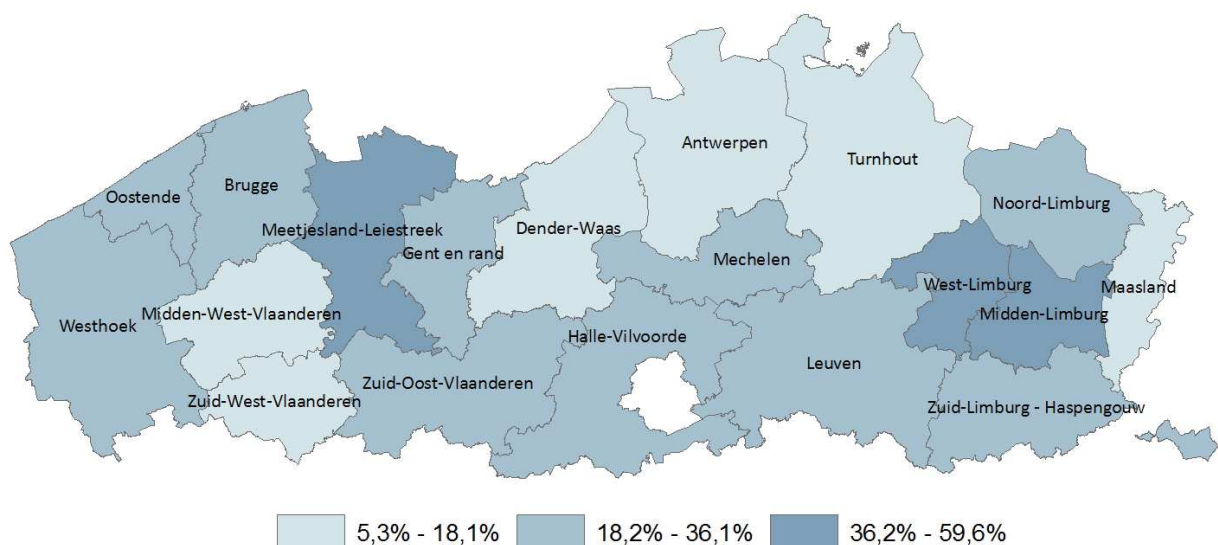 Antwerpen
Turnhout
Oostende
Brugge
Noord-Limburg
Meetjesland-Leiestreek
Dender-Waas
Gent en rand
Mechelen
West-Limburg
Maasland
Midden-West-Vlaanderen
Midden-Limburg
Westhoek
Halle-Vilvoorde
Leuven
Zuid-Oost-Vlaanderen
Zuid-West-Vlaanderen
Zuid-Limburg - Haspengouw
5,3% - 18,1%
18,2% - 36,1%
36,2% - 59,6%